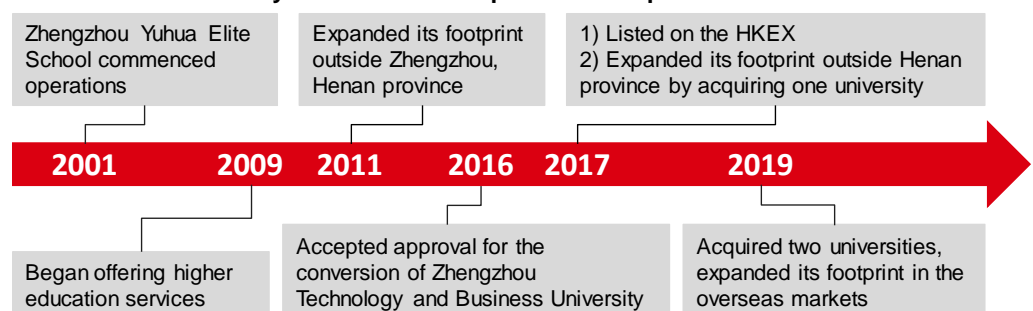 Zhengzhou Yuhua Elite
School commenced
operations
Expanded its footprint
outside Zhengzhou,
Henan province
1) Listed on the HKEX
2) Expanded its footprint outside Henan
province by acquiring one university
2001
2009
2011
2016
2017
2019
Began offering higher
education services
Accepted approval for the
conversion of Zhengzhou
Technology and Business University
Acquired two universities,
expanded its footprint in the
overseas markets